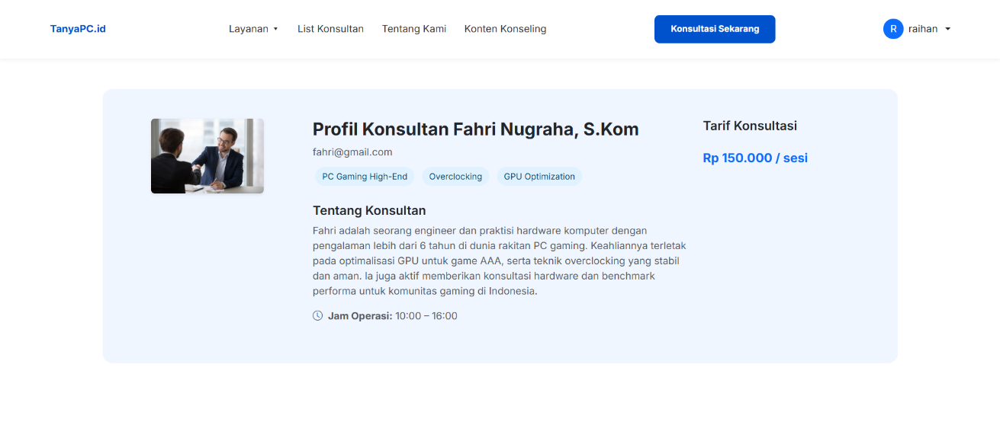 TanyaPC.id
Layanan
List Konsultan
Tentang Kami
Konten Konseling
Konsultasi Sekarang
R
raihan
Profil Konsultan Fahri Nugraha, S.Kom
fahri@gmail.com
PC Gaming High-End
Overclocking
GPU Optimization
Tentang Konsultan
Fahri adalah seorang engineer dan praktisi hardware komputer dengan
pengalaman lebih dari 6 tahun di dunia rakitan PC gaming. Keahliannya terletak
pada optimalisasi GPU untuk game AAA, serta teknik overclocking yang stabil
dan aman. Ia juga aktif memberikan konsultasi hardware dan benchmark
performa untuk komunitas gaming di Indonesia.
Jam Operasi: 10:00 – 16:00
Tarif Konsultasi
Rp 150.000 / sesi